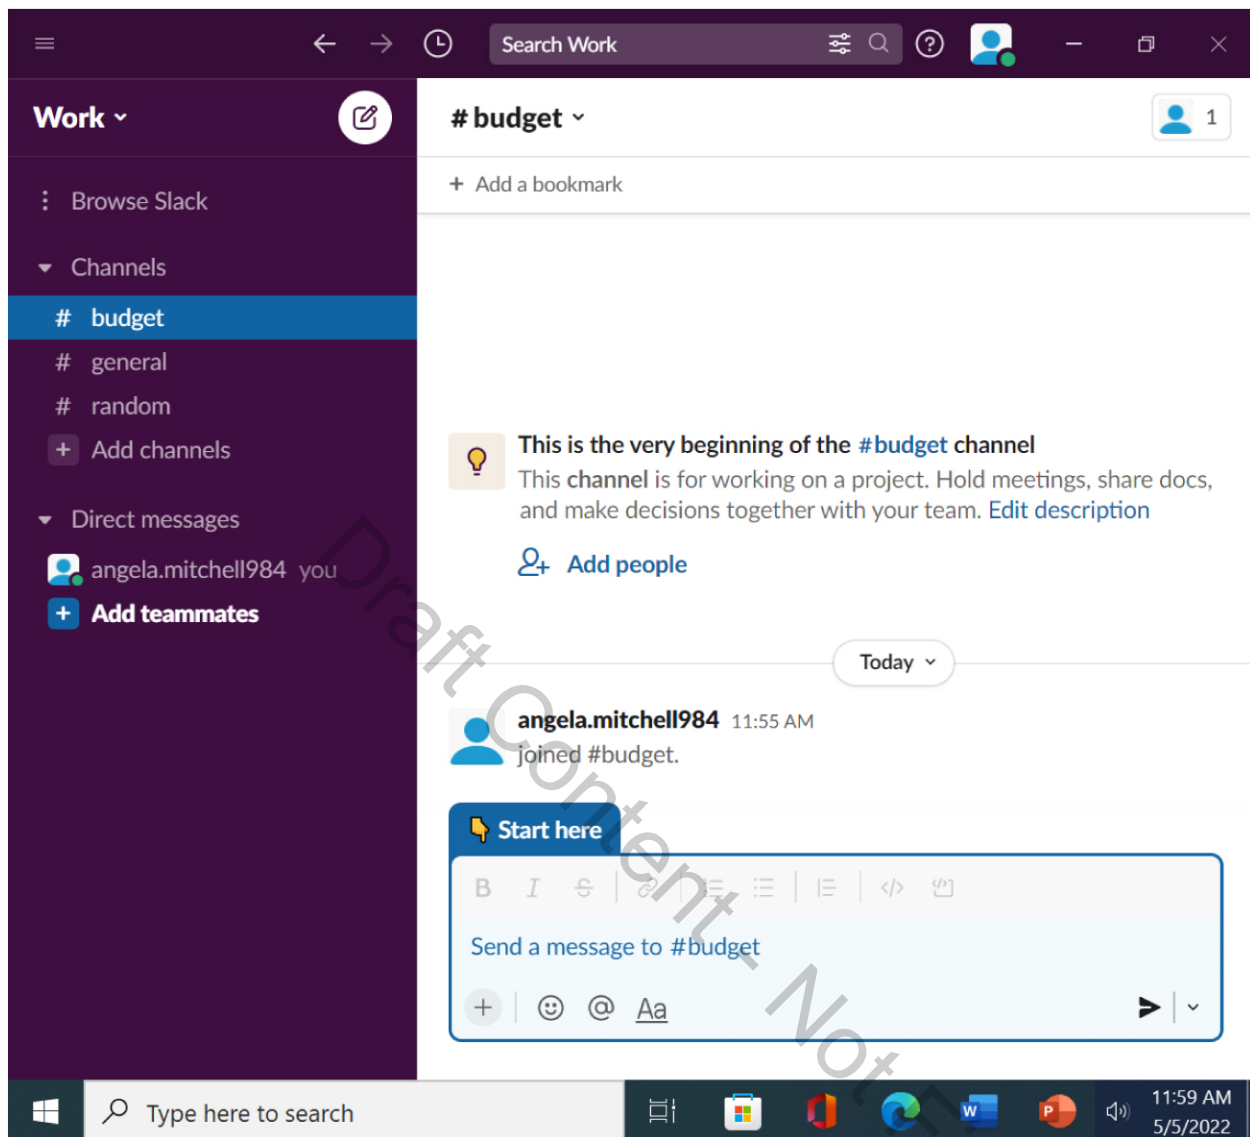 Search Work
Work
# budget
1
+ Add a bookmark
Browse Slack
Channels
# budget
# general
# random
+ Add channels
Direct messages
angela.mitchell984 you
+ Add teammates
This is the very beginning of the #budget channel
This channel is for working on a project. Hold meetings, share docs,
and make decisions together with your team. Edit description
Add people
Today
angela.mitchell984 11:55 AM
joined #budget.
Start here
B I S
Send a message to #budget
+ @ Aa
Type here to search
11:59 AM
5/5/2022
Draft Content - Not F